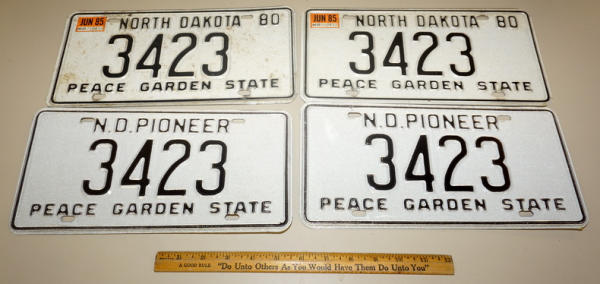 JUN 85 NORTH DAKOTA 80
3423
PEACE GARDEN STATE
JUN 85 NORTH DAKOTA 80
3423
PEACE GARDEN STATE
N.D. PIONEER
3423
PEACE GARDEN STATE
N.D. PIONEER
3423
PEACE GARDEN STATE
A GOOD RULE "Do Unto Others As You Would Have Them Do Unto You"